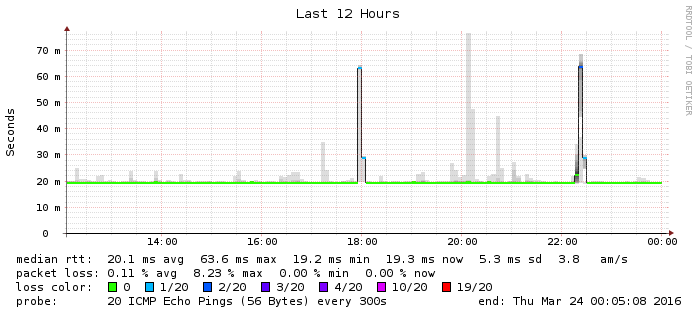 Last 12 Hours
RRDTOOL / TOBI OETIKER
Seconds
70 m
60 m
50 m
40 m
30 m
20 m
10 m
0
14:00 16:00 18:00 20:00 22:00 00:00
median rtt: 20.1 ms avg 63.6 ms max 19.2 ms min 19.3 ms now 5.3 ms sd 3.8 am/s
packet loss: 0.11 % avg 8.23 % max 0.00 % min 0.00 % now
loss color: 0 1/20 2/20 3/20 4/20 10/20 19/20
probe: 20 ICMP Echo Pings (56 Bytes) every 300s end: Thu Mar 24 00:05:08 2016